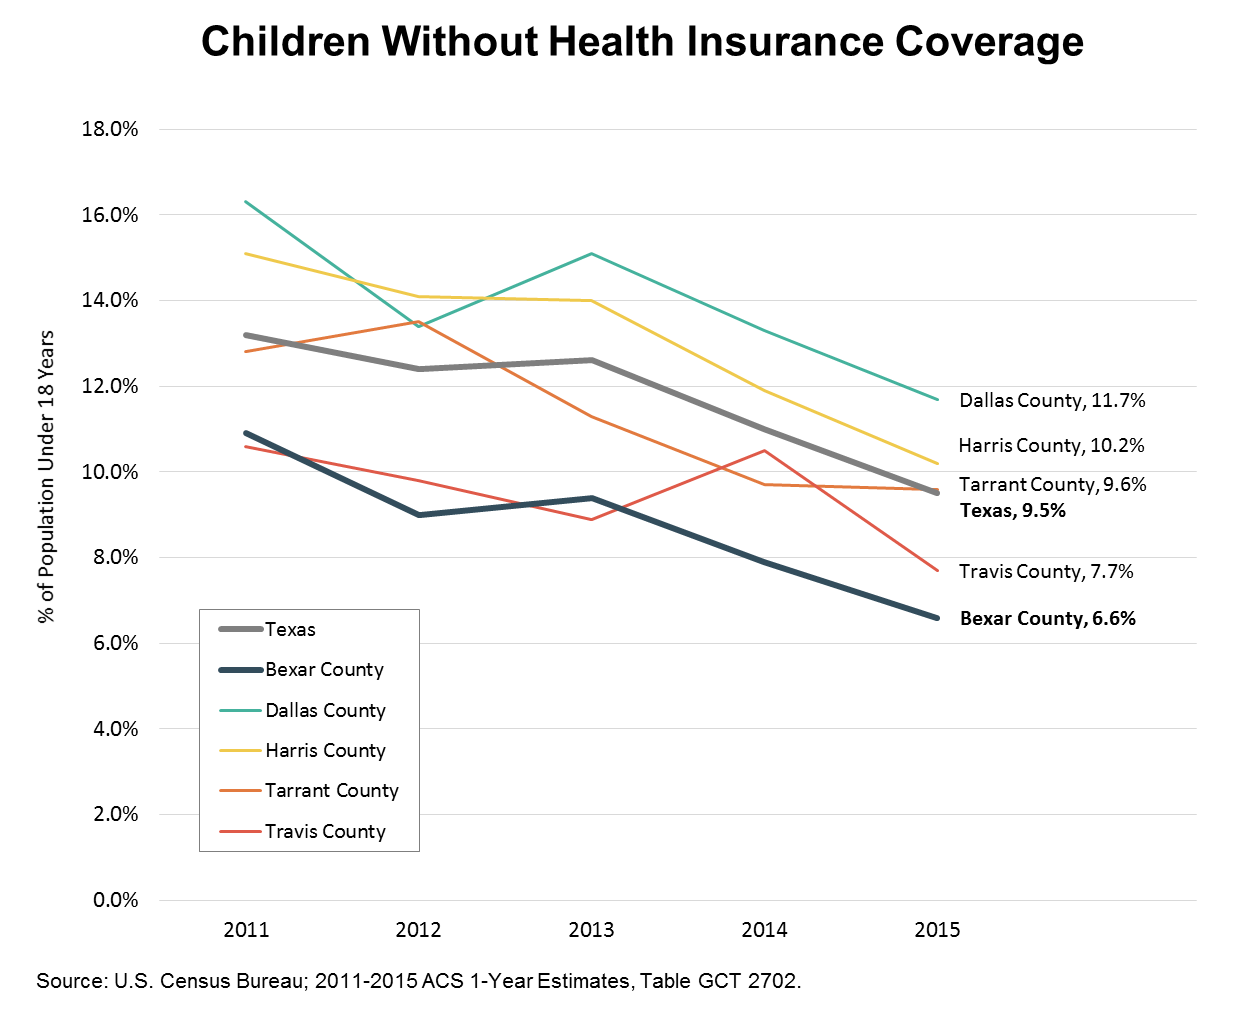 Children Without Health Insurance Coverage
% of Population Under 18 Years
18.0%
16.0%
14.0%
12.0%
10.0%
8.0%
6.0%
4.0%
2.0%
0.0%
Dallas County, 11.7%
Harris County, 10.2%
Tarrant County, 9.6%
Texas, 9.5%
Travis County, 7.7%
Bexar County, 6.6%
Texas
Bexar County
Dallas County
Harris County
Tarrant County
Travis County
2011 2012 2013 2014 2015
Source: U.S. Census Bureau; 2011-2015 ACS 1-Year Estimates, Table GCT 2702.